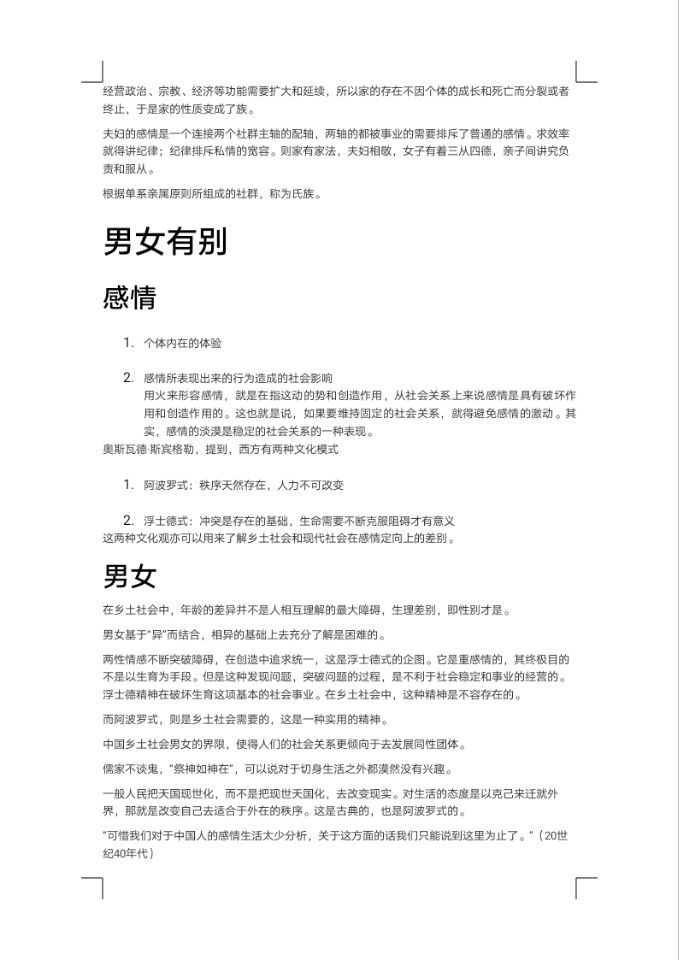 经营政治、宗教、经济等功能需要扩大和延续，所以家的存在不因个体的成长和死亡而分裂或者
终止，于是家的性质变成了族。
夫妇的感情是一个连接两个社群主轴的配轴，两轴的都被事业的需要排斥了普通的感情。求效率
就得讲纪律；纪律排斥私情的宽容。则家有家法，夫妇相敬，女子有着三从四德，亲子间讲究负
责和服从。
根据单系亲属原则所组成的社群，称为氏族。
男女有别
感情
1. 个体内在的体验
2. 感情所表现出来的行为造成的社会影响
用火来形容感情，就是在指这动的势和创造作用，从社会关系上来说感情是具有破坏作
用和创造作用的。这也就是说，如果要维持固定的社会关系，就得避免感情的激动。其
实，感情的淡漠是稳定的社会关系的一种表现。
奥斯瓦德·斯宾格勒，提到，西方有两种文化模式
1. 阿波罗式：秩序天然存在，人力不可改变
2. 浮士德式：冲突是存在的基础，生命需要不断克服阻碍才有意义
这两种文化观亦可以用来了解乡土社会和现代社会在感情定向上的差别。
男女
在乡土社会中，年龄的差异并不是人相互理解的最大障碍，生理差别，即性别才是。
男女基于“异”而结合，相异的基础上去充分了解是困难的。
两性情感不断突破障碍，在创造中追求统一，这是浮士德式的企图。它是重感情的，其终极目的
不是以生育为手段。但是这种发现问题，突破问题的过程，是不利于社会稳定和事业的经营的。
浮士德精神在破坏生育这项基本的社会事业。在乡土社会中，这种精神是不容存在的。
而阿波罗式，则是乡土社会需要的，这是一种实用的精神。
中国乡土社会男女的界限，使得人们的社会关系更倾向于去发展同性团体。
儒家不谈鬼，“祭神如神在”，可以说对于切身生活之外都漠然没有兴趣。
一般人民把天国现世化，而不是把现世天国化，去改变现实。对生活的态度是以克己来迁就外
界，那就是改变自己去适合于外在的秩序。这是古典的，也是阿波罗式的。
“可惜我们对于中国人的感情生活太少分析，关于这方面的话我们只能说到这里为止了。”（20世
纪40年代）